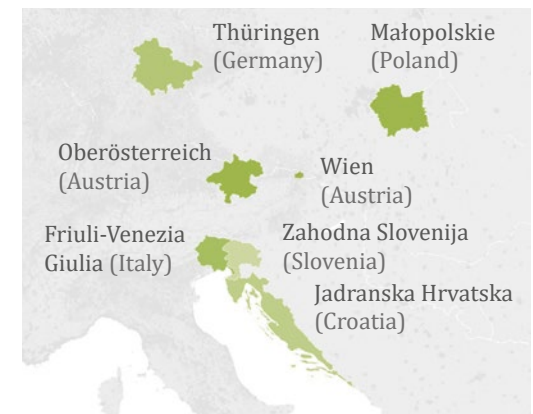 Thüringen
(Germany)
Małopolskie
(Poland)
Oberösterreich
(Austria)
Wien
(Austria)
Friuli-Venezia
Giulia (Italy)
Zahodna Slovenija
(Slovenia)
Jadranska Hrvatska
(Croatia)